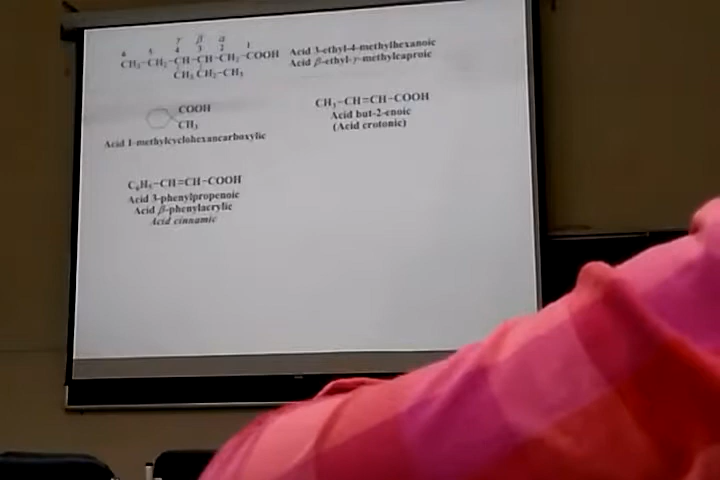 γ β α
6 5 4 3 2 1
CH₃-CH₂-CH-CH-CH₂-COOH
CH₃ CH₂-CH₃
Acid 3-ethyl-4-methylhexanoic
Acid β-ethyl-γ-methylcaproic
COOH
CH₃
Acid 1-methylcyclohexancarboxylic
CH₃-CH=CH-COOH
Acid but-2-enoic
(Acid crotonic)
C₆H₅-CH=CH-COOH
Acid 3-phenylpropenoic
Acid β-phenylacrylic
Acid cinnamic